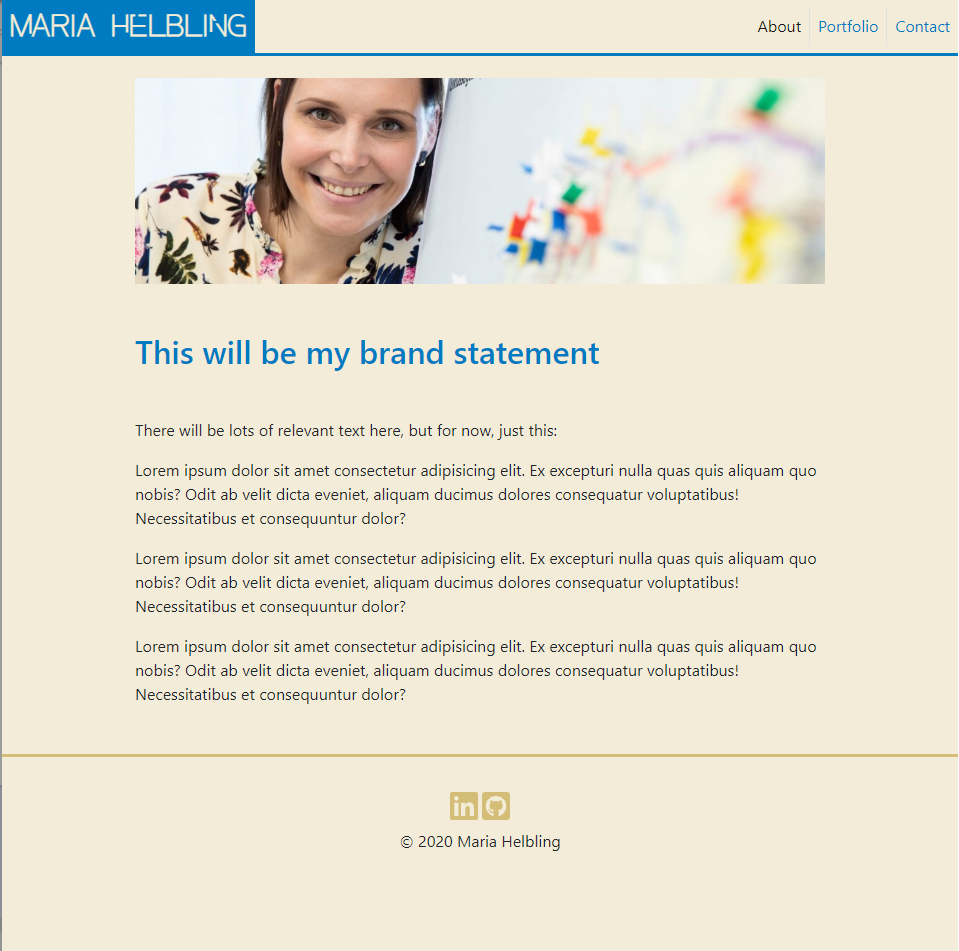 MARIA HELBLING
About Portfolio Contact
This will be my brand statement
There will be lots of relevant text here, but for now, just this:
Lorem ipsum dolor sit amet consectetur adipisicing elit. Ex excepturi nulla quas quis aliquam quo
nobis? Odit ab velit dicta eveniet, aliquam ducimus dolores consequatur voluptatibus!
Necessitatibus et consequuntur dolor?
Lorem ipsum dolor sit amet consectetur adipisicing elit. Ex excepturi nulla quas quis aliquam quo
nobis? Odit ab velit dicta eveniet, aliquam ducimus dolores consequatur voluptatibus!
Necessitatibus et consequuntur dolor?
Lorem ipsum dolor sit amet consectetur adipisicing elit. Ex excepturi nulla quas quis aliquam quo
nobis? Odit ab velit dicta eveniet, aliquam ducimus dolores consequatur voluptatibus!
Necessitatibus et consequuntur dolor?
in
© 2020 Maria Helbling